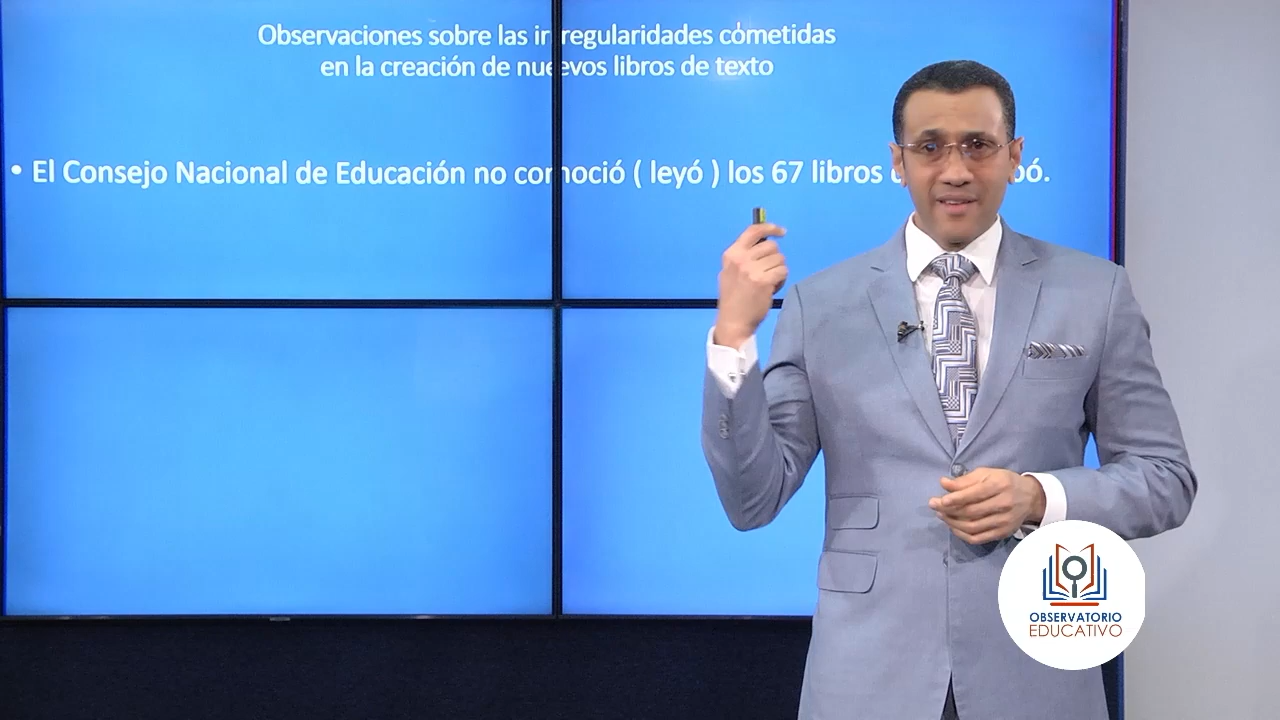 Observaciones sobre las irregularidades cometidas
en la creación de nuevos libros de texto
• El Consejo Nacional de Educación no conoció ( leyó ) los 67 libros
OBSERVATORIO
EDUCATIVO